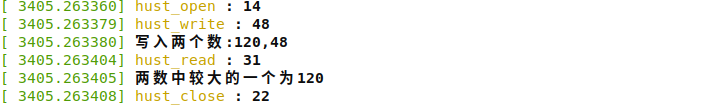 [ 3405.263360] hust_open : 14
[ 3405.263379] hust_write : 48
[ 3405.263380] 写入两个数:120,48
[ 3405.263404] hust_read : 31
[ 3405.263405] 两数中较大的一个为120
[ 3405.263408] hust_close : 22